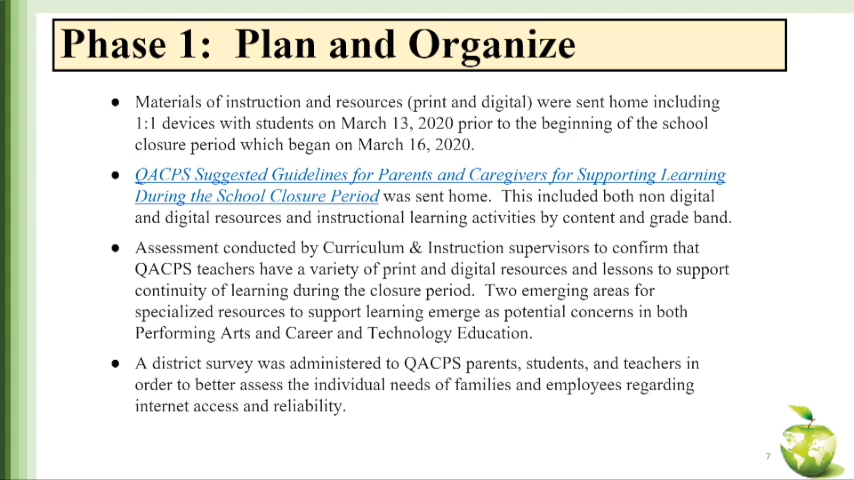 Phase 1:  Plan and Organize
● Materials of instruction and resources (print and digital) were sent home including
1:1 devices with students on March 13, 2020 prior to the beginning of the school
closure period which began on March 16, 2020.
● QACPS Suggested Guidelines for Parents and Caregivers for Supporting Learning
During the School Closure Period was sent home.  This included both non digital
and digital resources and instructional learning activities by content and grade band.
● Assessment conducted by Curriculum & Instruction supervisors to confirm that
QACPS teachers have a variety of print and digital resources and lessons to support
continuity of learning during the closure period.  Two emerging areas for
specialized resources to support learning emerge as potential concerns in both
Performing Arts and Career and Technology Education.
● A district survey was administered to QACPS parents, students, and teachers in
order to better assess the individual needs of families and employees regarding
internet access and reliability.
7